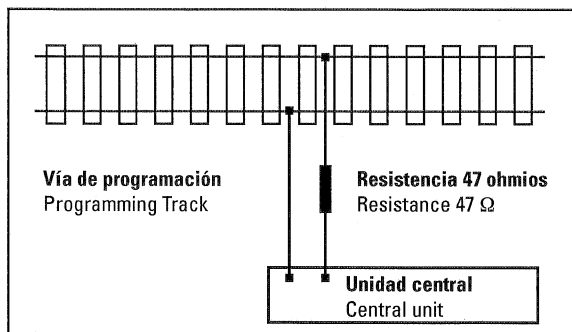 Vía de programación
Programming Track
Resistencia 47 ohmios
Resistance 47 Ω
Unidad central
Central unit